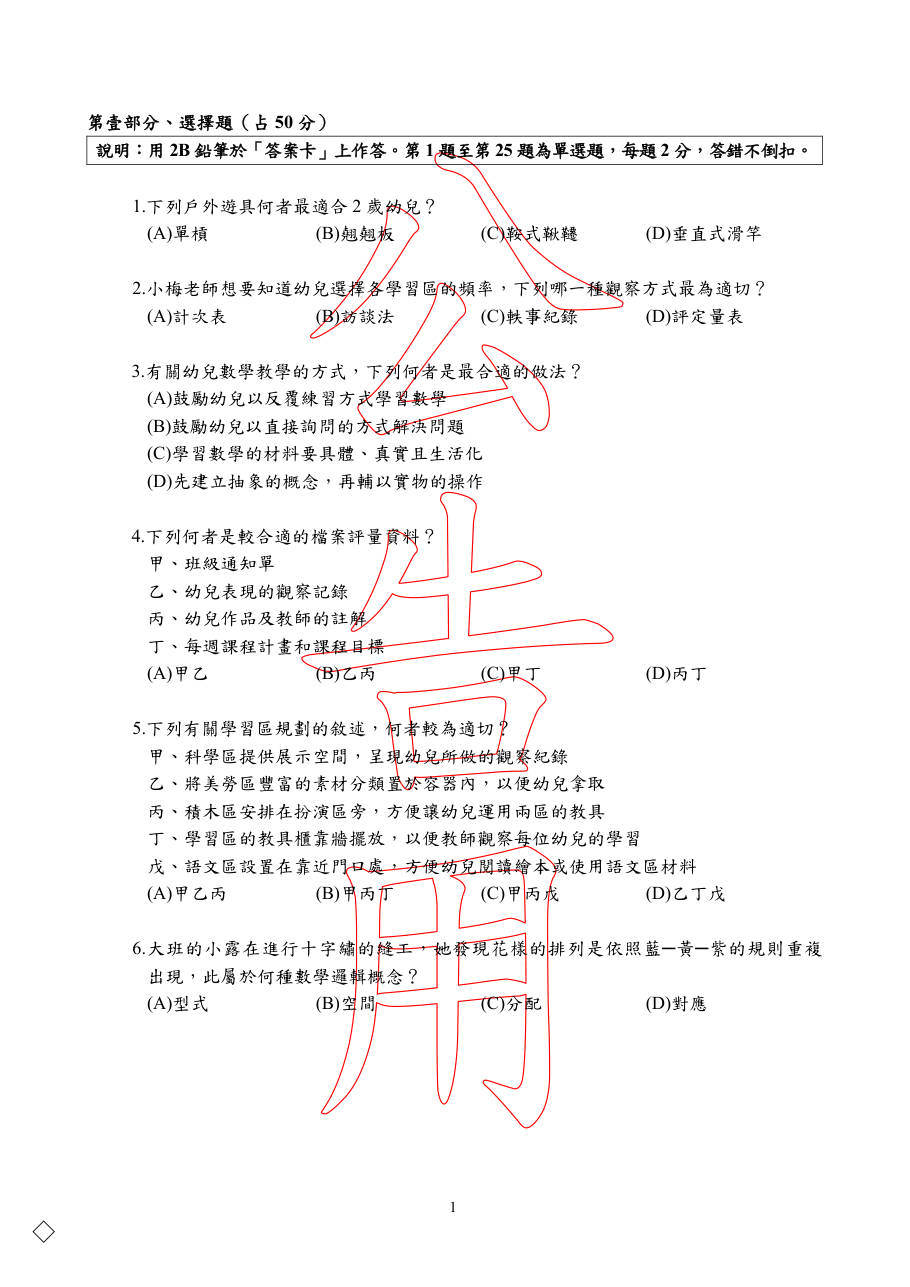 第壹部分、選擇題（占 50 分）
說明：用 2B 鉛筆於「答案卡」上作答。第 1 題至第 25 題為單選題，每題 2 分，答錯不倒扣。
1.下列戶外遊具何者最適合 2 歲幼兒？
(A)單槓 (B)翹翹板 (C)鞍式鞦韆 (D)垂直式滑竿
2.小梅老師想要知道幼兒選擇各學習區的頻率，下列哪一種觀察方式最為適切？
(A)計次表 (B)訪談法 (C)軼事紀錄 (D)評定量表
3.有關幼兒數學教學的方式，下列何者是最合適的做法？
(A)鼓勵幼兒以反覆練習方式學習數學
(B)鼓勵幼兒以直接詢問的方式解決問題
(C)學習數學的材料要具體、真實且生活化
(D)先建立抽象的概念，再輔以實物的操作
4.下列何者是較合適的檔案評量資料？
甲、班級通知單
乙、幼兒表現的觀察記錄
丙、幼兒作品及教師的註解
丁、每週課程計畫和課程目標
(A)甲乙 (B)乙丙 (C)甲丁 (D)丙丁
5.下列有關學習區規劃的敘述，何者較為適切？
甲、科學區提供展示空間，呈現幼兒所做的觀察紀錄
乙、將美勞區豐富的素材分類置於容器內，以便幼兒拿取
丙、積木區安排在扮演區旁，方便讓幼兒運用兩區的教具
丁、學習區的教具櫃靠牆擺放，以便教師觀察每位幼兒的學習
戊、語文區設置在靠近門口處，方便幼兒閱讀繪本或使用語文區材料
(A)甲乙丙 (B)甲丙丁 (C)甲丙戊 (D)乙丁戊
6.大班的小露在進行十字繡的縫工，她發現花樣的排列是依照藍─黃─紫的規則重複
出現，此屬於何種數學邏輯概念？
(A)型式 (B)空間 (C)分配 (D)對應
公告用
1